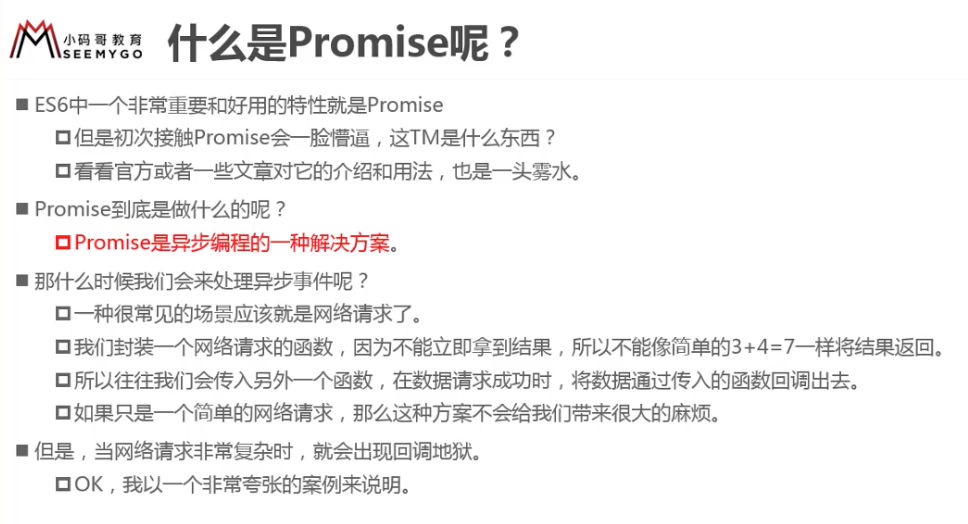 小码哥教育
SEEMYGO
什么是Promise呢？
ES6中一个非常重要和好用的特性就是Promise
但是初次接触Promise会一脸懵逼，这TM是什么东西？
看看官方或者一些文章对它的介绍和用法，也是一头雾水。
Promise到底是做什么的呢？
Promise是异步编程的一种解决方案。
那什么时候我们会来处理异步事件呢？
一种很常见的场景应该就是网络请求了。
我们封装一个网络请求的函数，因为不能立即拿到结果，所以不能像简单的3+4=7一样将结果返回。
所以往往我们会传入另外一个函数，在数据请求成功时，将数据通过传入的函数回调出去。
如果只是一个简单的网络请求，那么这种方案不会给我们带来很大的麻烦。
但是，当网络请求非常复杂时，就会出现回调地狱。
OK，我以一个非常夸张的案例来说明。